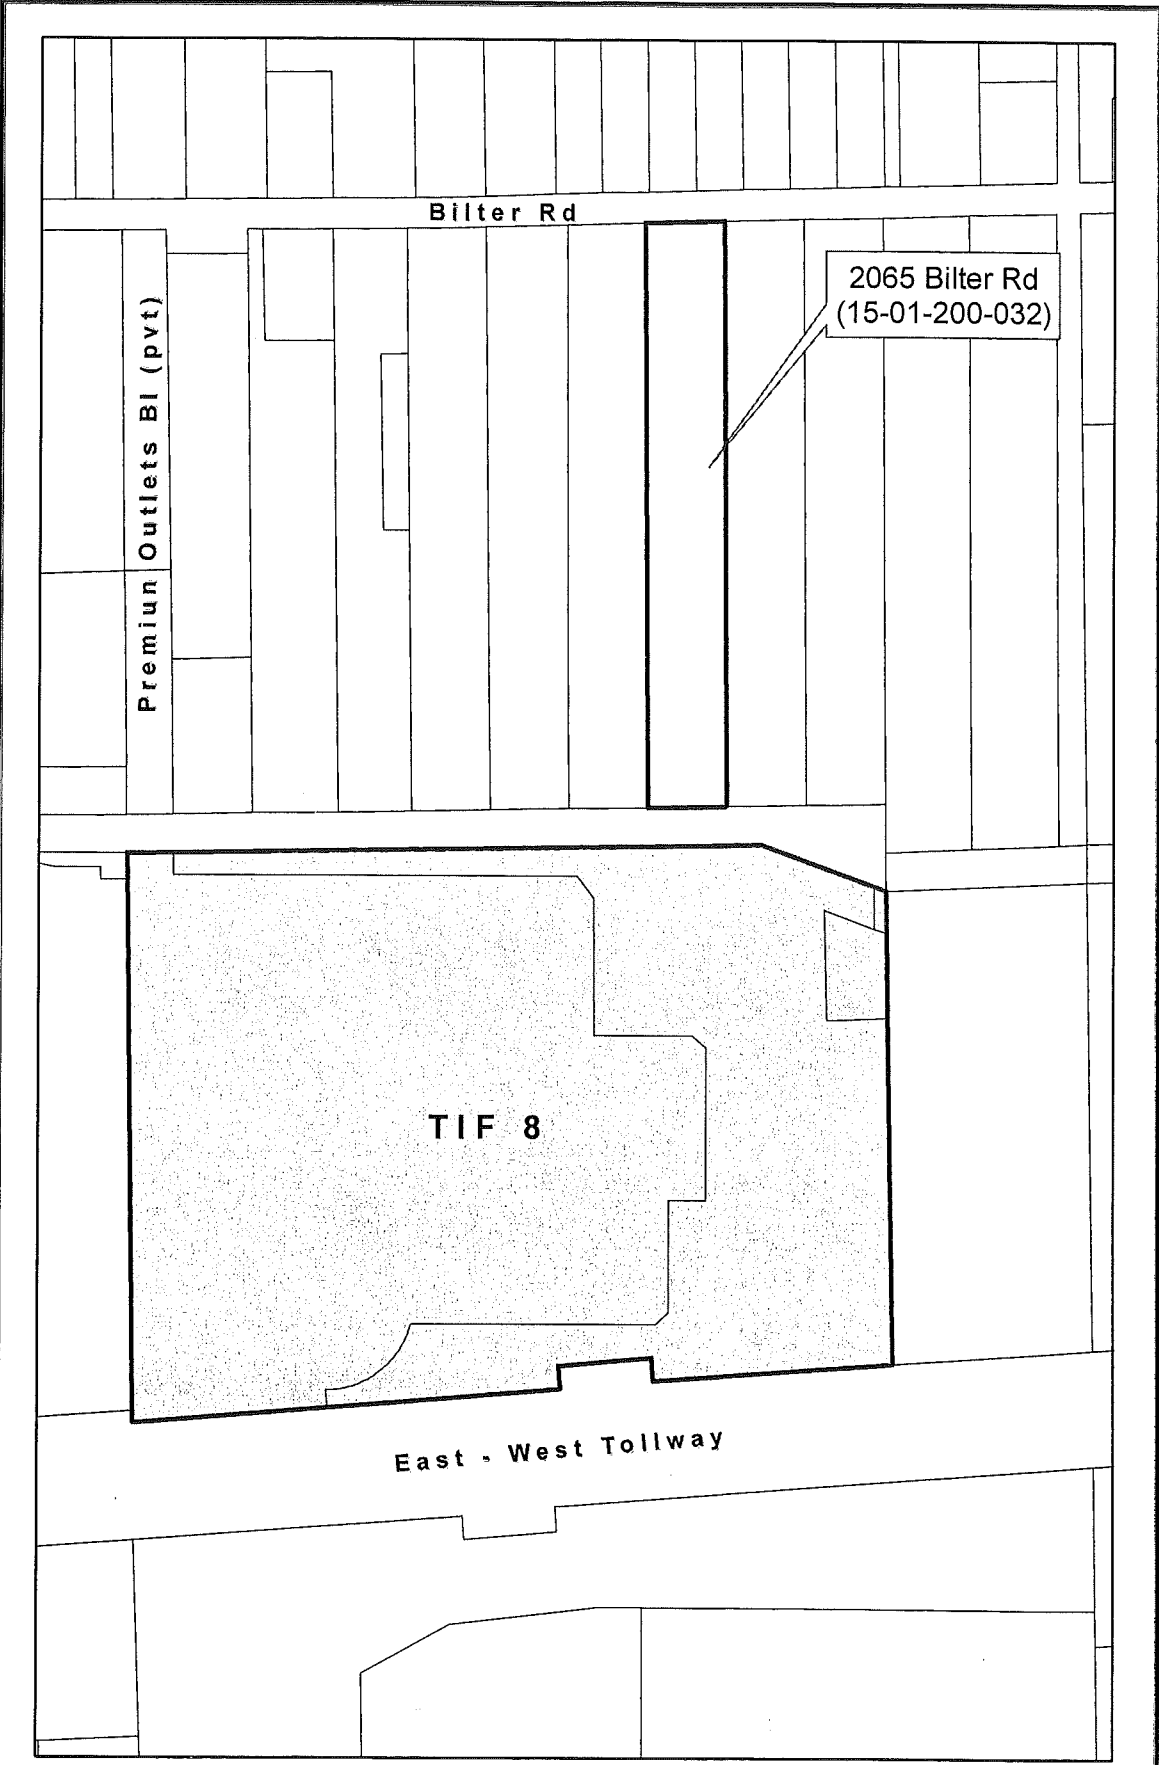 Bilter Rd
2065 Bilter Rd
(15-01-200-032)
Premiun Outlets Bl (pvt)
TIF 8
East - West Tollway